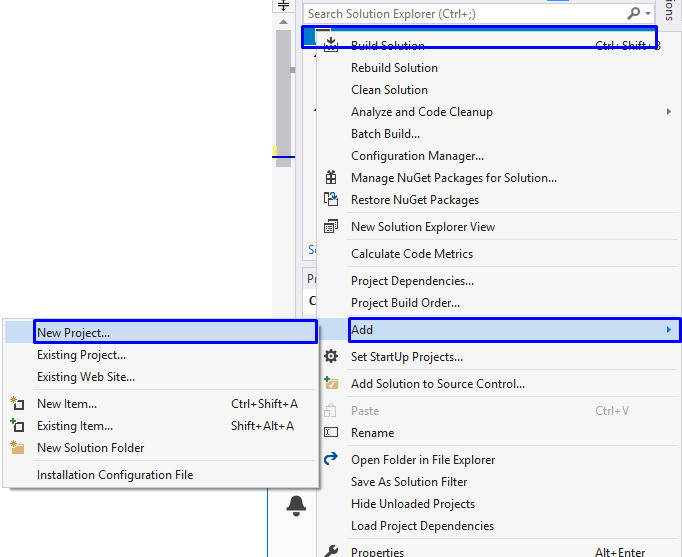 Search Solution Explorer (Ctrl+;)
Build Solution Ctrl+Shift+B
Rebuild Solution
Clean Solution
Analyze and Code Cleanup
Batch Build...
Configuration Manager...
Manage NuGet Packages for Solution...
Restore NuGet Packages
New Solution Explorer View
Calculate Code Metrics
Project Dependencies...
Project Build Order...
Add
Set StartUp Projects...
Add Solution to Source Control...
Paste Ctrl+V
Rename
Open Folder in File Explorer
Save As Solution Filter
Hide Unloaded Projects
Load Project Dependencies
Properties Alt+Enter
New Project...
Existing Project...
Existing Web Site...
New Item... Ctrl+Shift+A
Existing Item... Shift+Alt+A
New Solution Folder
Installation Configuration File